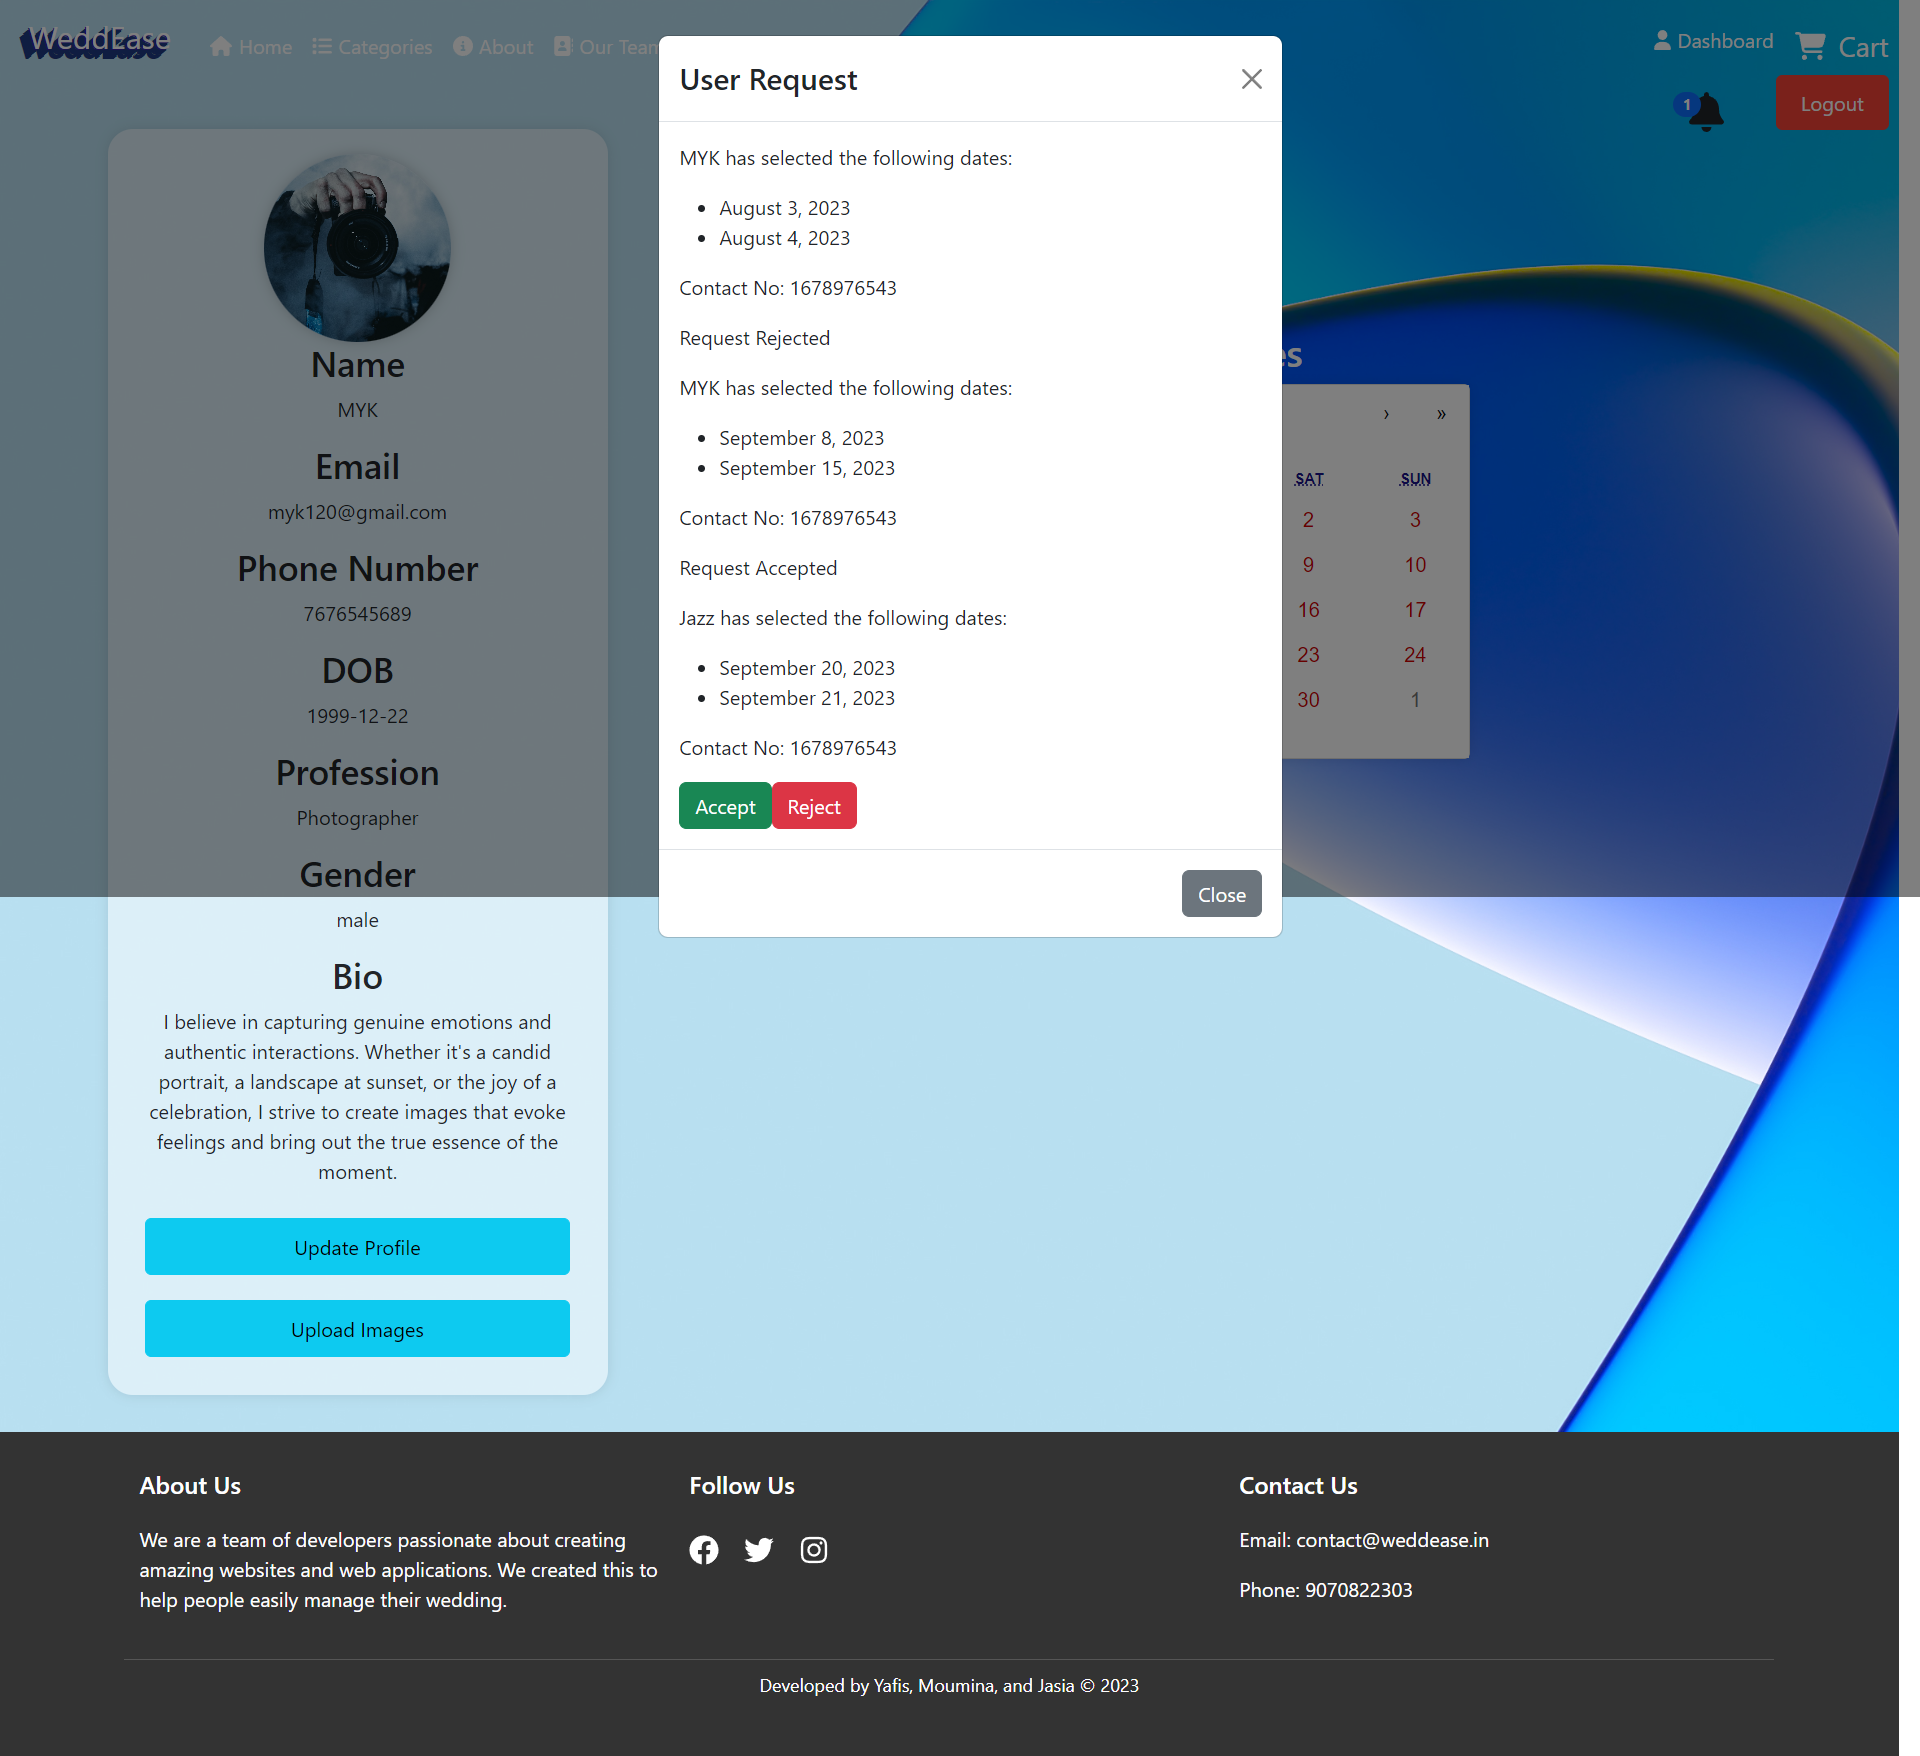 WeddEase
Home
Categories
About
Our Team
Dashboard
Cart
1
Logout
User Request
MYK has selected the following dates:
August 3, 2023
August 4, 2023
Contact No: 1678976543
Request Rejected
MYK has selected the following dates:
September 8, 2023
September 15, 2023
Contact No: 1678976543
Request Accepted
Jazz has selected the following dates:
September 20, 2023
September 21, 2023
Contact No: 1678976543
Accept
Reject
Close
Name
MYK
Email
myk120@gmail.com
Phone Number
7676545689
DOB
1999-12-22
Profession
Photographer
Gender
male
Bio
I believe in capturing genuine emotions and
authentic interactions. Whether it's a candid
portrait, a landscape at sunset, or the joy of a
celebration, I strive to create images that evoke
feelings and bring out the true essence of the
moment.
Update Profile
Upload Images
› »
SAT SUN
2 3
9 10
16 17
23 24
30 1
About Us
We are a team of developers passionate about creating
amazing websites and web applications. We created this to
help people easily manage their wedding.
Follow Us
Contact Us
Email: contact@weddease.in
Phone: 9070822303
Developed by Yafis, Moumina, and Jasia © 2023